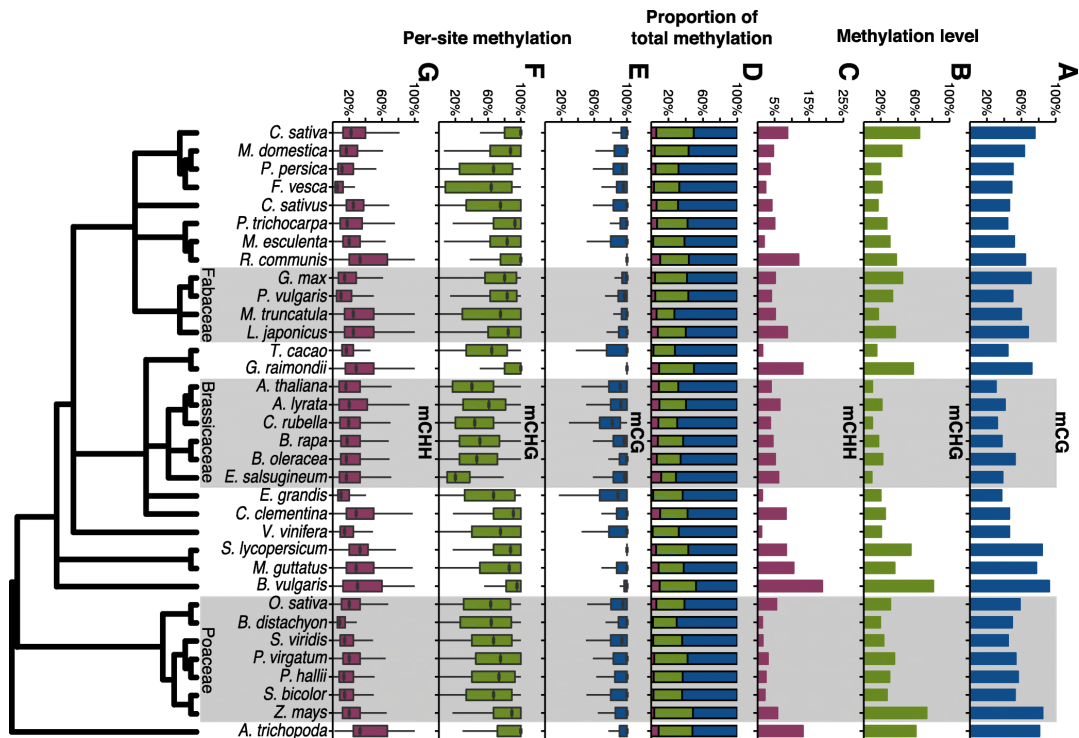 Per-site methylation
Proportion of
total methylation
Methylation level
G
F
E
D
C
B
A
20%
60%
100%
20%
60%
100%
20%
60%
100%
20%
60%
100%
5%
15%
25%
20%
60%
100%
20%
60%
100%
C. sativa
M. domestica
P. persica
F. vesca
C. sativus
P. trichocarpa
M. esculenta
R. communis
Fabaceae
G. max
P. vulgaris
M. truncatula
L. japonicus
T. cacao
G. raimondii
Brassicaceae
A. thaliana
A. lyrata
C. rubella
B. rapa
B. oleracea
E. salsugineum
E. grandis
C. clementina
V. vinifera
S. lycopersicum
M. guttatus
B. vulgaris
Poaceae
O. sativa
B. distachyon
S. viridis
P. virgatum
P. hallii
S. bicolor
Z. mays
A. trichopoda
mCHH
mCHG
mCG
mCHH
mCHG
mCG